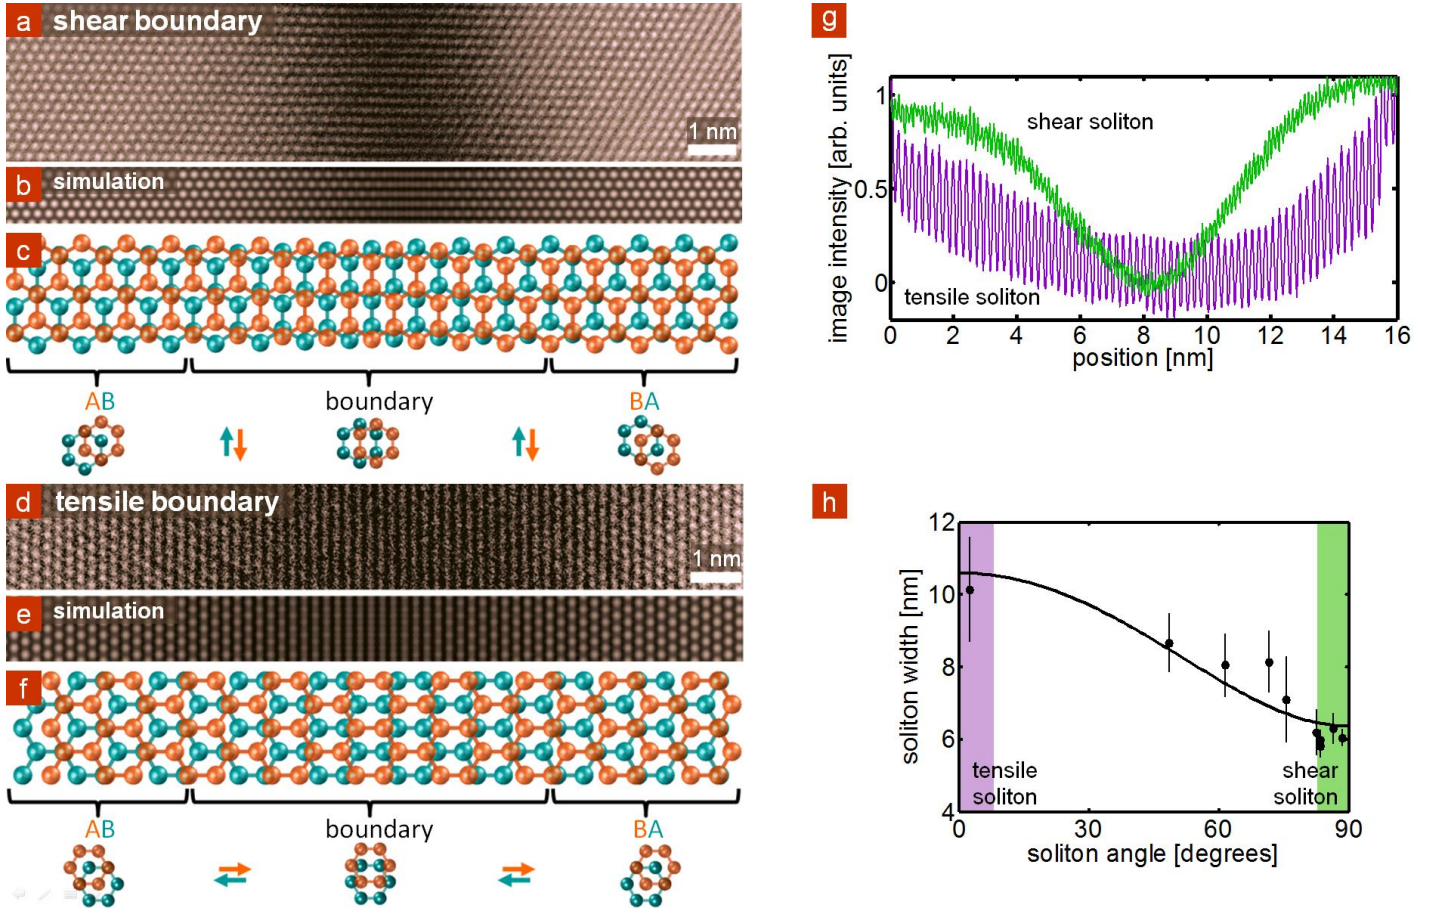 a shear boundary
1 nm
b simulation
c
AB
boundary
BA
d tensile boundary
1 nm
e simulation
f
AB
boundary
BA
g
image intensity [arb. units]
1
0.5
0
shear soliton
tensile soliton
0 2 4 6 8 10 12 14 16
position [nm]
h
soliton width [nm]
12
10
8
6
4
tensile
soliton
shear
soliton
0 30 60 90
soliton angle [degrees]